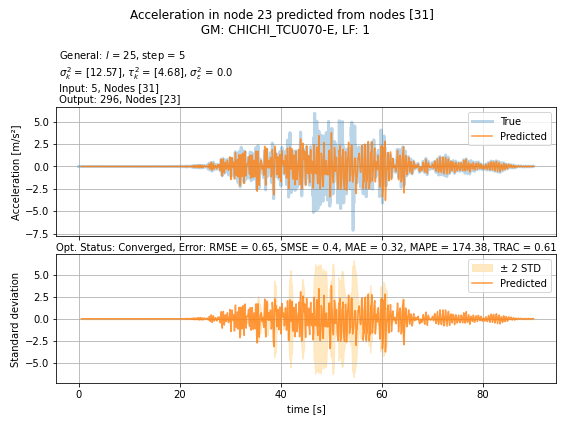 Acceleration in node 23 predicted from nodes [31]
GM: CHICHI_TCU070-E, LF: 1
General: l = 25, step = 5
σ²ₖ = [12.57], τ²ₖ = [4.68], σ²_ε = 0.0
Input: 5, Nodes [31]
Output: 296, Nodes [23]
Acceleration [m/s²]
5.0
2.5
0.0
−2.5
−5.0
−7.5
True
Predicted
Opt. Status: Converged, Error: RMSE = 0.65, SMSE = 0.4, MAE = 0.32, MAPE = 174.38, TRAC = 0.61
Standard deviation
5.0
2.5
0.0
−2.5
−5.0
± 2 STD
Predicted
0 20 40 60 80
time [s]